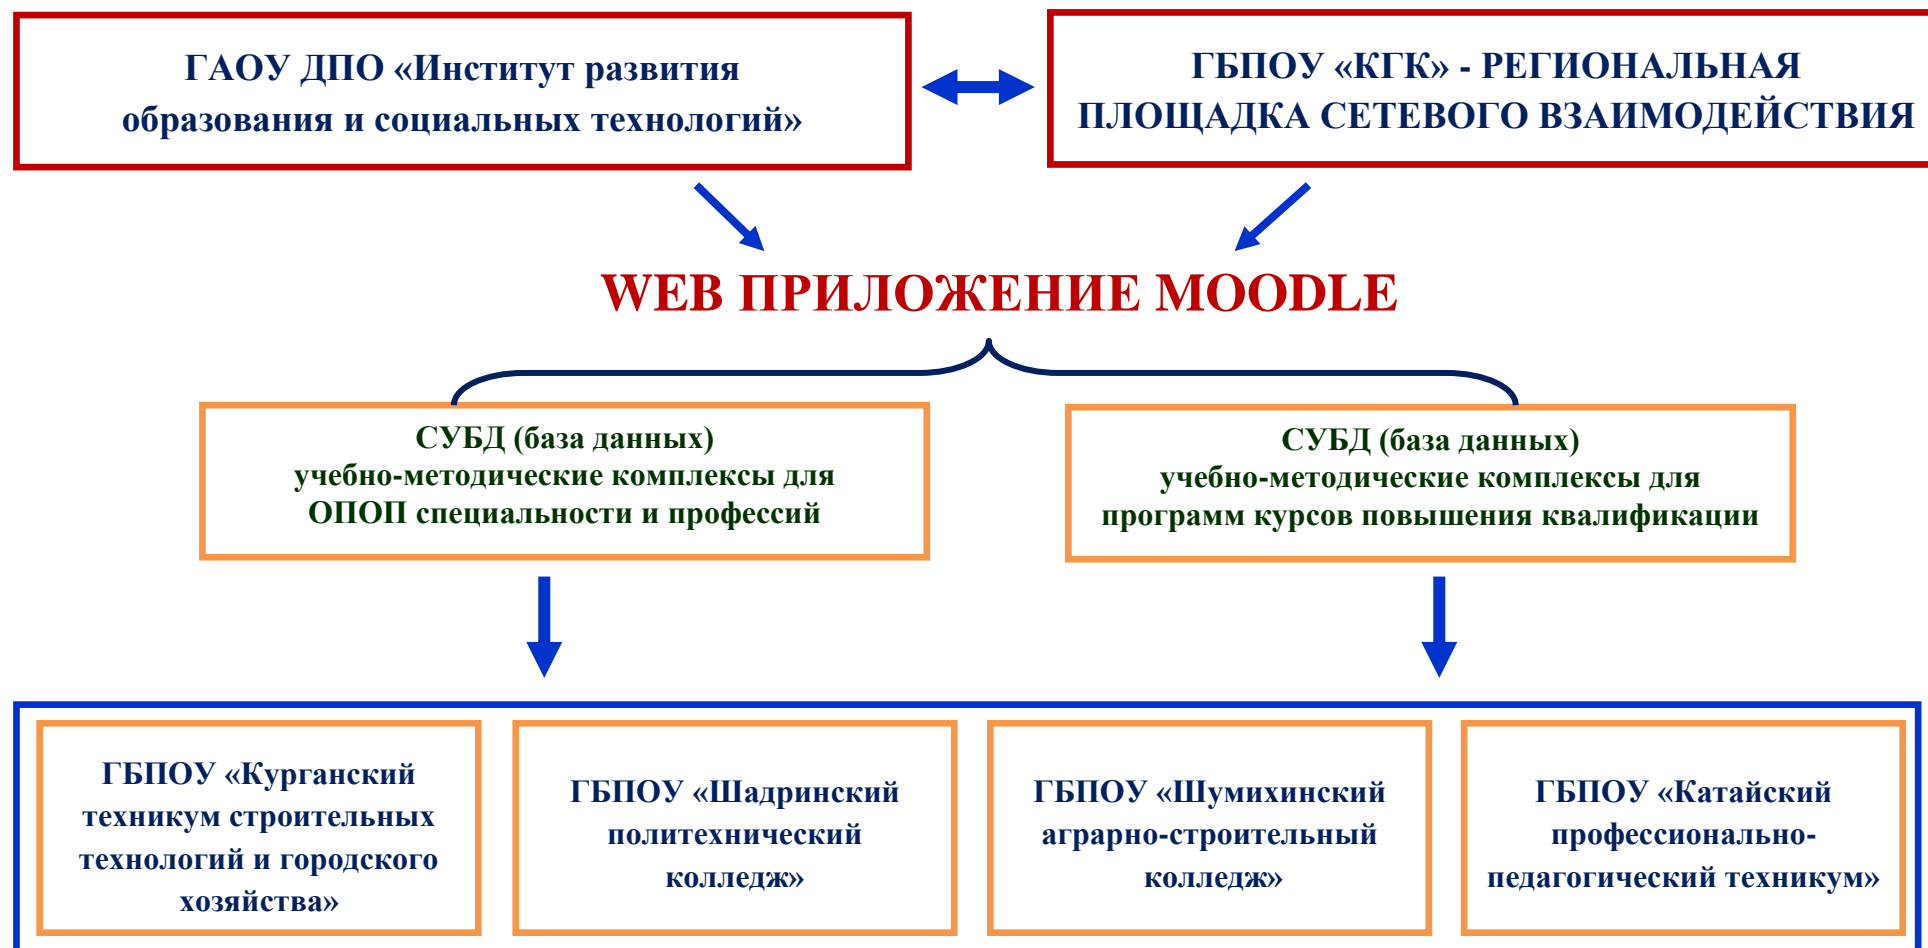 ГАОУ ДПО «Институт развития
образования и социальных технологий»
ГБПОУ «КГК» - РЕГИОНАЛЬНАЯ
ПЛОЩАДКА СЕТЕВОГО ВЗАИМОДЕЙСТВИЯ
WEB ПРИЛОЖЕНИЕ MOODLE
СУБД (база данных)
учебно-методические комплексы для
ОПОП специальности и профессий
СУБД (база данных)
учебно-методические комплексы для
программ курсов повышения квалификации
ГБПОУ «Курганский
техникум строительных
технологий и городского
хозяйства»
ГБПОУ «Шадринский
политехнический
колледж»
ГБПОУ «Шумихинский
аграрно-строительный
колледж»
ГБПОУ «Катайский
профессионально-
педагогический техникум»